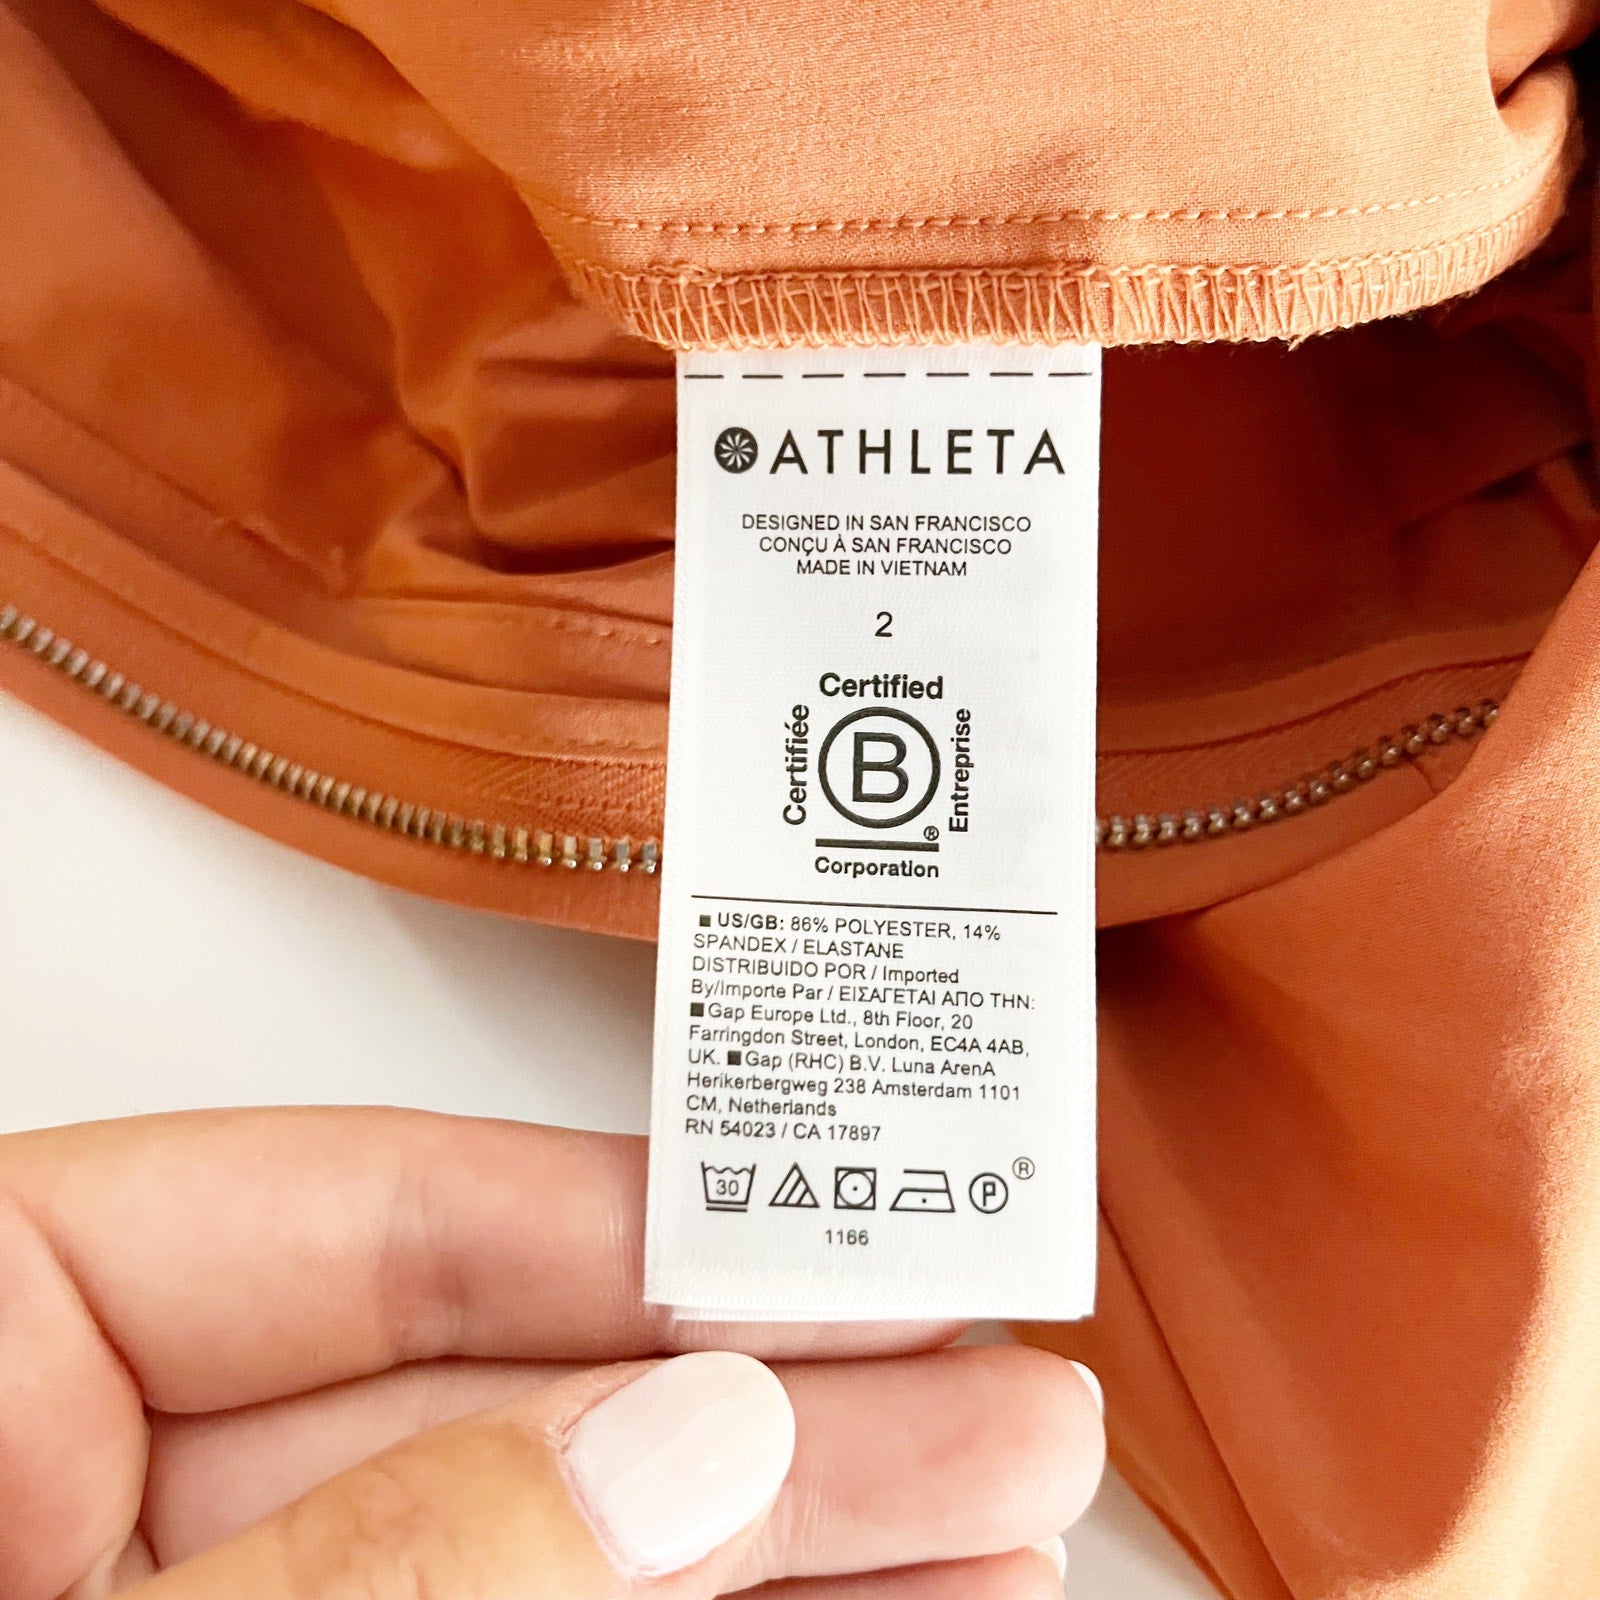 ATHLETA
DESIGNED IN SAN FRANCISCO
CONÇU À SAN FRANCISCO
MADE IN VIETNAM
2
Certified
Certifiée
B
Entreprise
®
Corporation
US/GB: 86% POLYESTER, 14%
SPANDEX / ELASTANE
DISTRIBUIDO POR / Imported
By/Importe Par / ΕΙΣΑΓΕΤΑΙ ΑΠΟ ΤΗΝ:
Gap Europe Ltd., 8th Floor, 20
Farringdon Street, London, EC4A 4AB,
UK. Gap (RHC) B.V. Luna ArenA
Herikerbergweg 238 Amsterdam 1101
CM, Netherlands
RN 54023 / CA 17897
30 P ®
1166